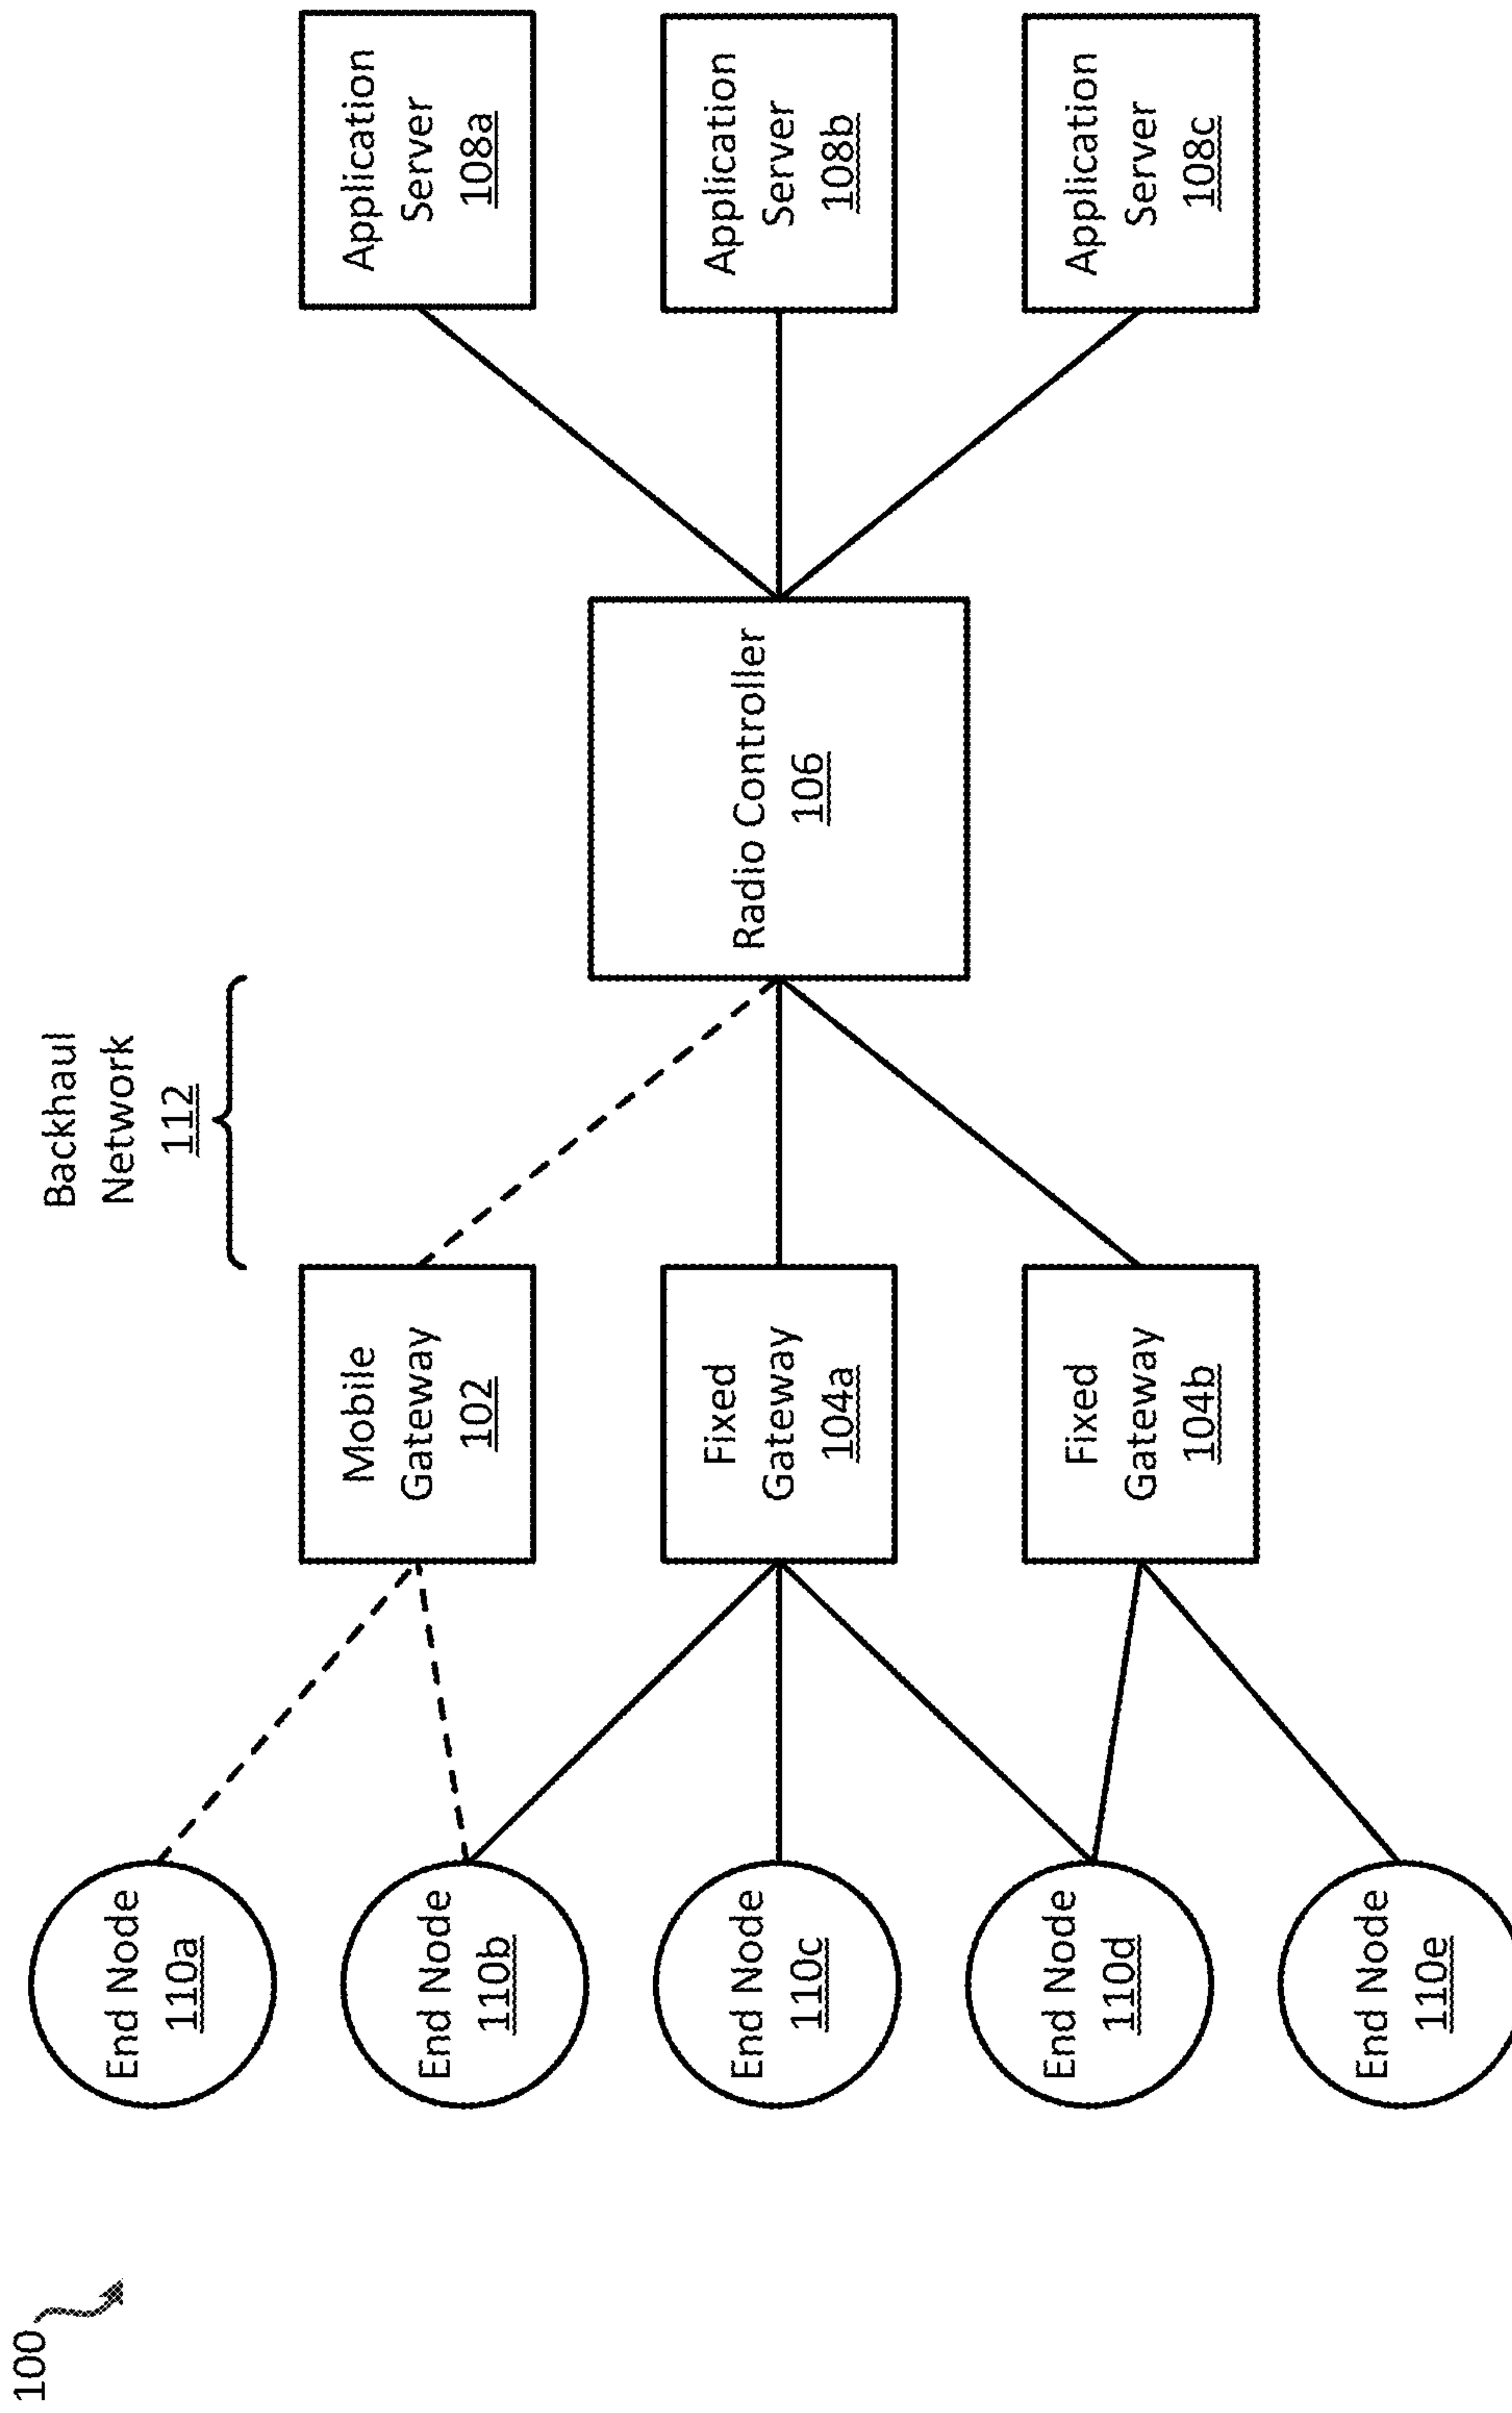 100
Backhaul
Network
112
End Node
110a
End Node
110b
End Node
110c
End Node
110d
End Node
110e
Mobile
Gateway
102
Fixed
Gateway
104a
Fixed
Gateway
104b
Radio Controller
106
Application
Server
108a
Application
Server
108b
Application
Server
108c